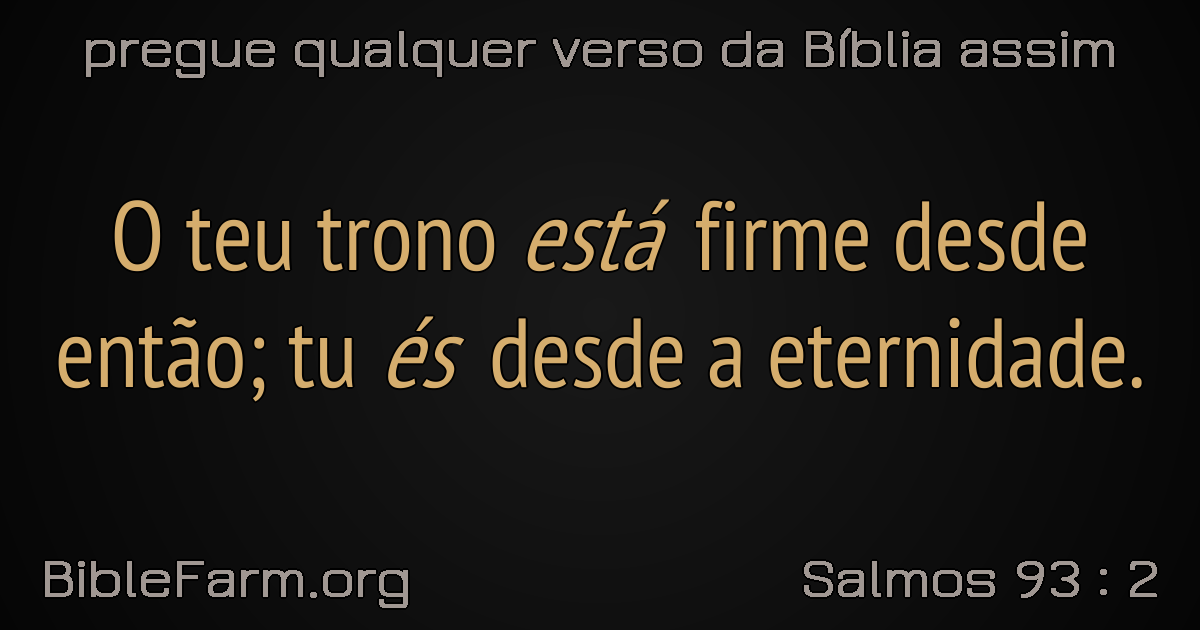 pregue qualquer verso da Bíblia assim
O teu trono está firme desde
então; tu és desde a eternidade.
BibleFarm.org
Salmos 93 : 2